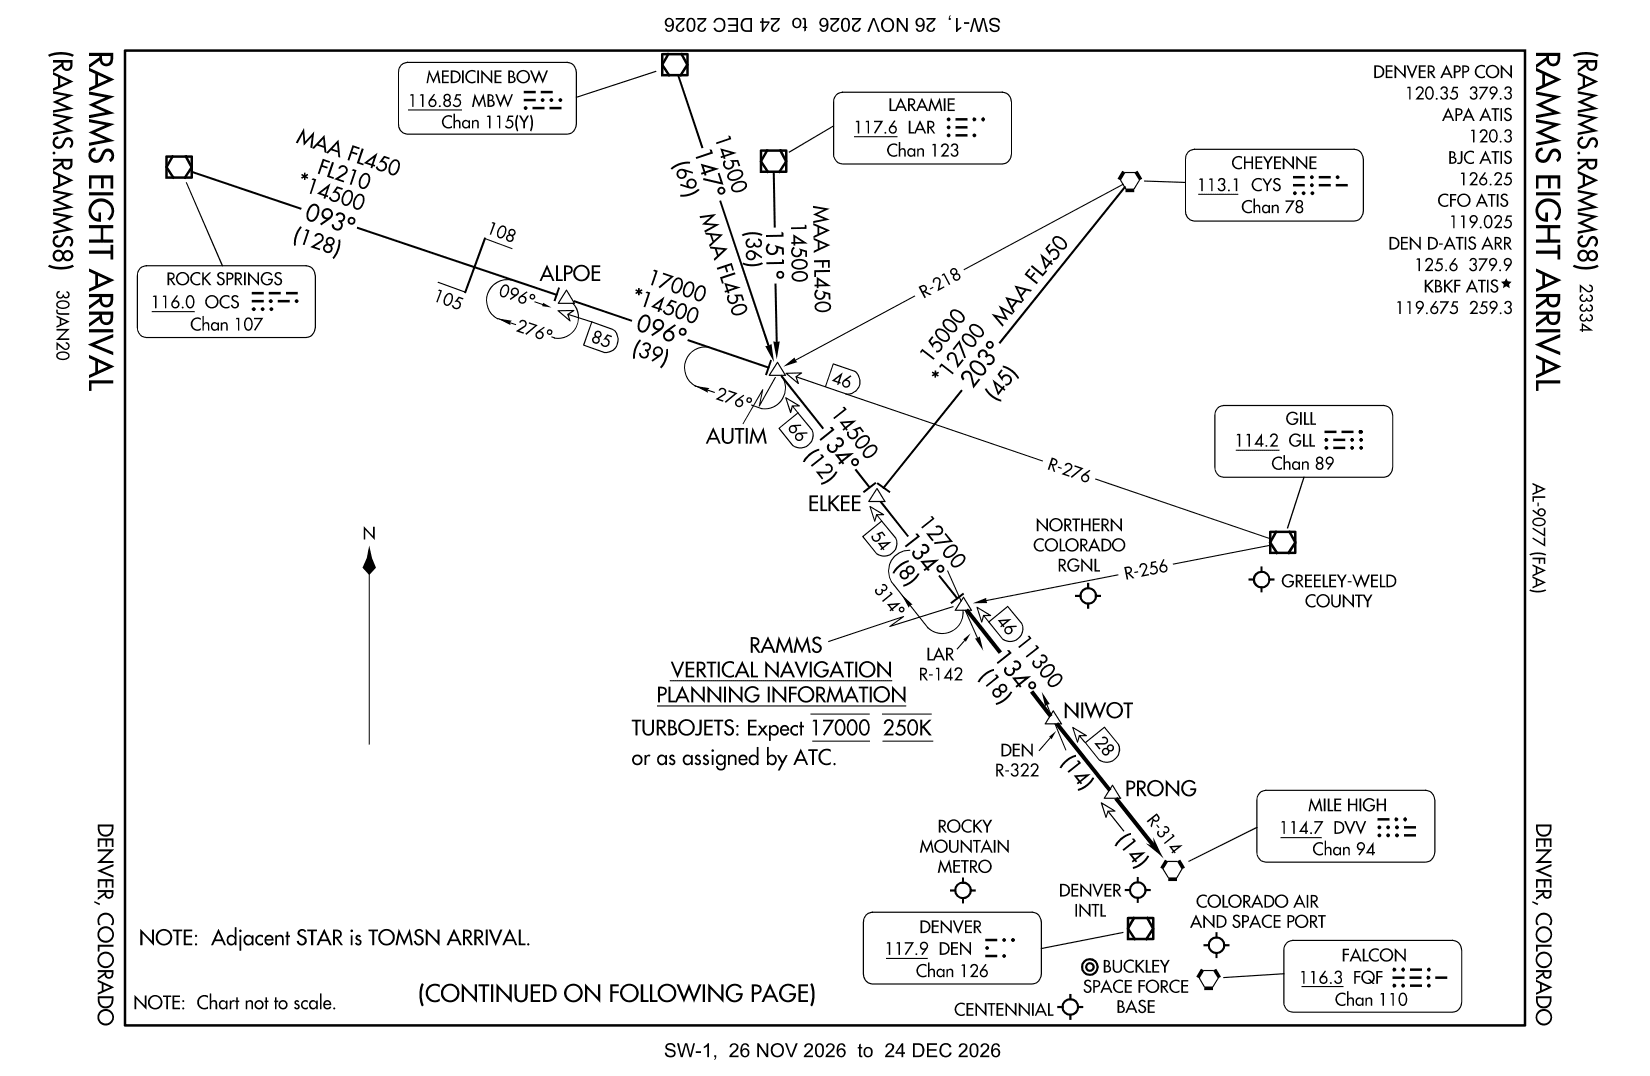 SW-1, 26 NOV 2026 to 24 DEC 2026
(RAMMS.RAMMS8) 30JAN20
RAMMS EIGHT ARRIVAL
DENVER, COLORADO
MEDICINE BOW
116.85 MBW
Chan 115(Y)
LARAMIE
117.6 LAR
Chan 123
CHEYENNE
113.1 CYS
Chan 78
DENVER APP CON
120.35 379.3
APA ATIS
120.3
BJC ATIS
126.25
CFO ATIS
119.025
DEN D-ATIS ARR
125.6 379.9
KBKF ATIS★
119.675 259.3
MAA FL450
FL210
*14500
093°
(128)
ROCK SPRINGS
116.0 OCS
Chan 107
108
105
ALPOE
096°
276°
85
17000
*14500
096°
(39)
14500
147°
(69)
MAA FL450
MAA FL450
14500
151°
(36)
R-218
MAA FL450
15000
*12700
203°
(45)
276°
AUTIM
46
66
14500
134°
(12)
R-276
GILL
114.2 GLL
Chan 89
ELKEE
54
12700
134°
(8)
314°
NORTHERN
COLORADO
RGNL
R-256
GREELEY-WELD
COUNTY
N
RAMMS
VERTICAL NAVIGATION
PLANNING INFORMATION
TURBOJETS: Expect 17000 250K
or as assigned by ATC.
LAR
R-142
46
11300
134°
(18)
NIWOT
DEN
R-322
28
(14)
PRONG
R-314
(14)
MILE HIGH
114.7 DVV
Chan 94
ROCKY
MOUNTAIN
METRO
DENVER
INTL
COLORADO AIR
AND SPACE PORT
DENVER
117.9 DEN
Chan 126
BUCKLEY
SPACE FORCE
BASE
FALCON
116.3 FQF
Chan 110
CENTENNIAL
NOTE: Adjacent STAR is TOMSN ARRIVAL.
NOTE: Chart not to scale.
(CONTINUED ON FOLLOWING PAGE)
(RAMMS.RAMMS8) 23334
RAMMS EIGHT ARRIVAL
AL-9077 (FAA)
DENVER, COLORADO
SW-1, 26 NOV 2026 to 24 DEC 2026